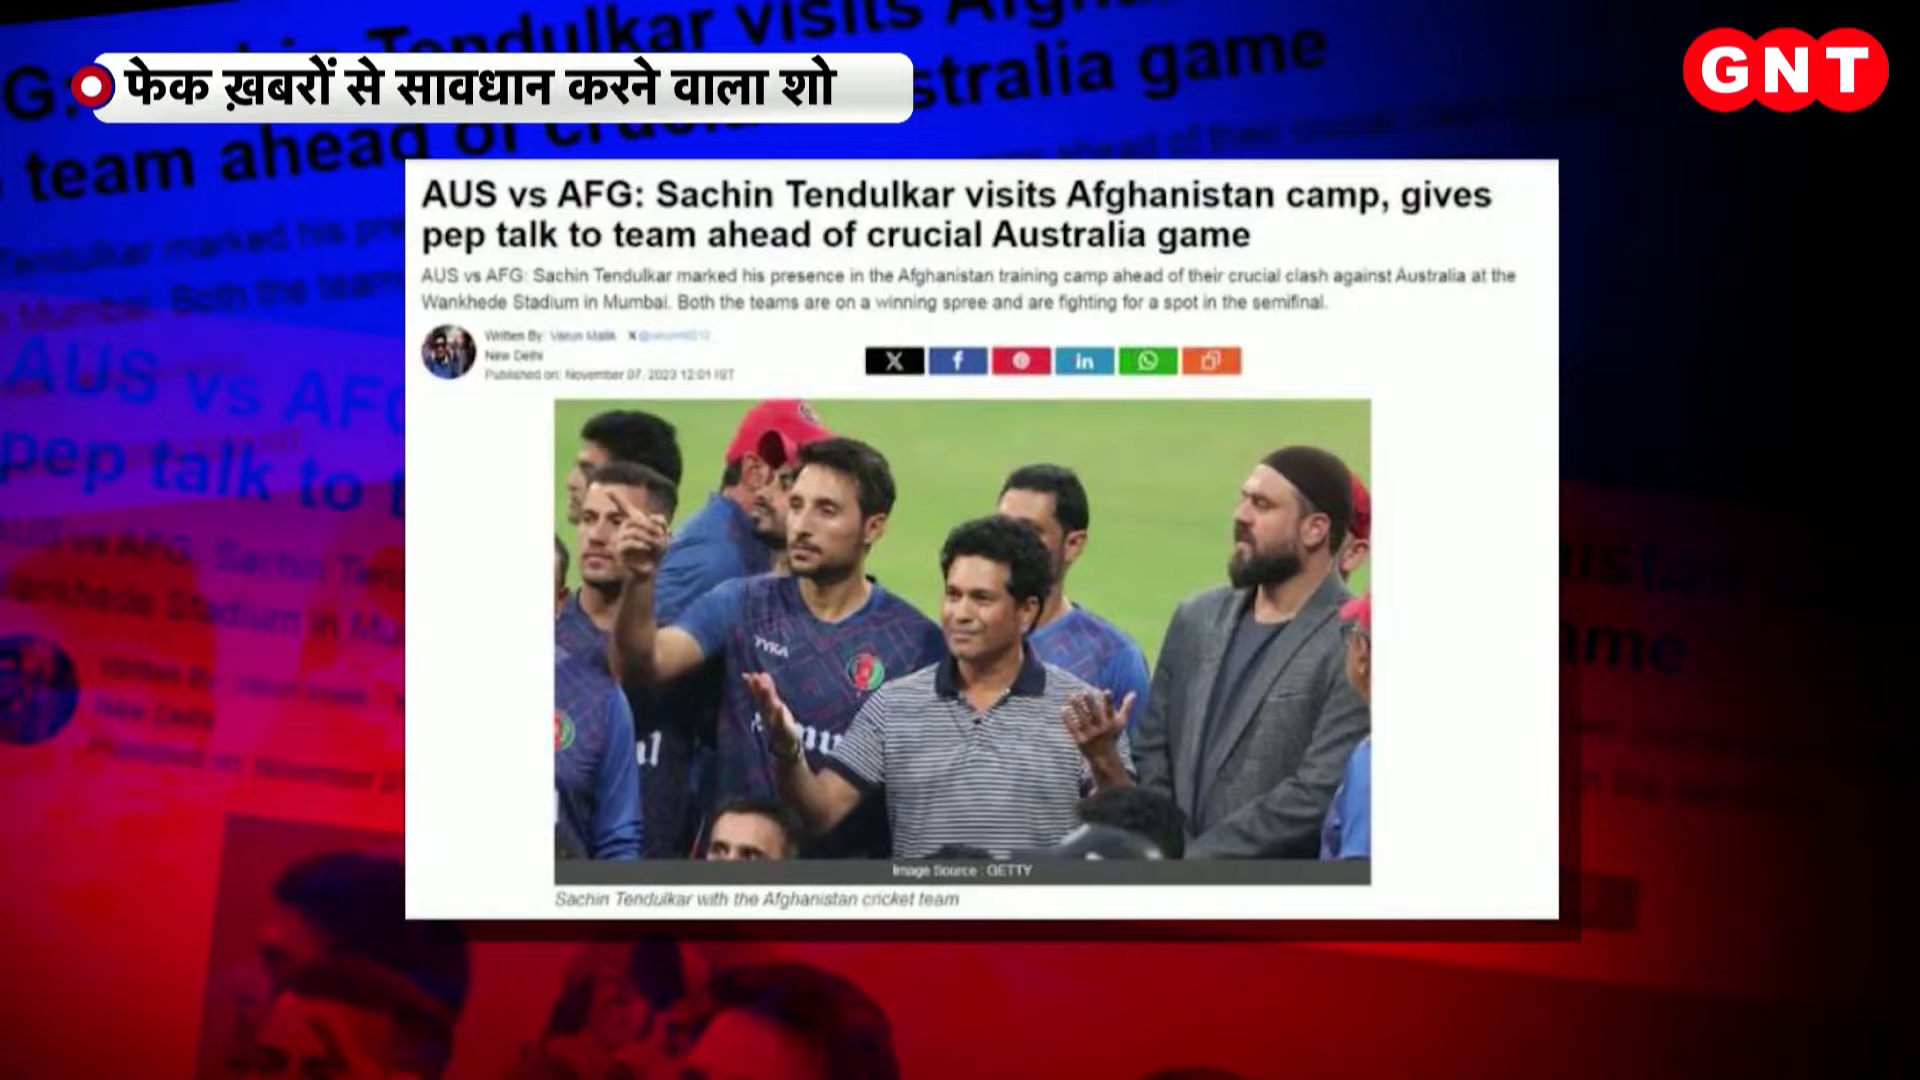 फेक ख़बरों से सावधान करने वाला शो
GNT
AUS vs AFG: Sachin Tendulkar visits Afghanistan camp, gives
pep talk to team ahead of crucial Australia game
AUS vs AFG: Sachin Tendulkar marked his presence in the Afghanistan training camp ahead of their crucial clash against Australia at the
Wankhede Stadium in Mumbai. Both the teams are on a winning spree and are fighting for a spot in the semifinal.
Written By: Varun Malik
New Delhi
Published on: November 07, 2023 12:01 IST
TYKA
Image Source : GETTY
Sachin Tendulkar with the Afghanistan cricket team